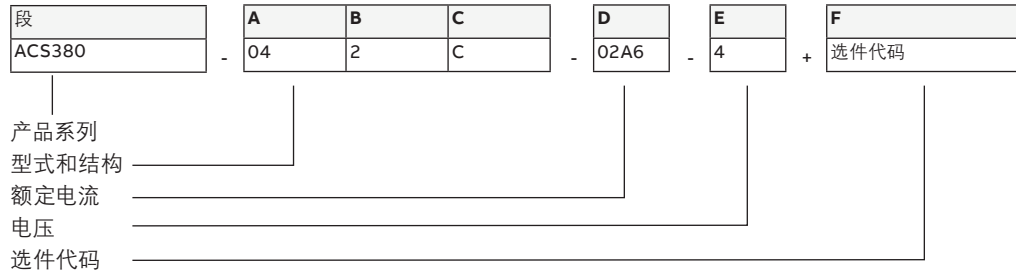 段 A B C D E F
ACS380 - 04 2 C - 02A6 - 4 + 选件代码
产品系列
型式和结构
额定电流
电压
选件代码